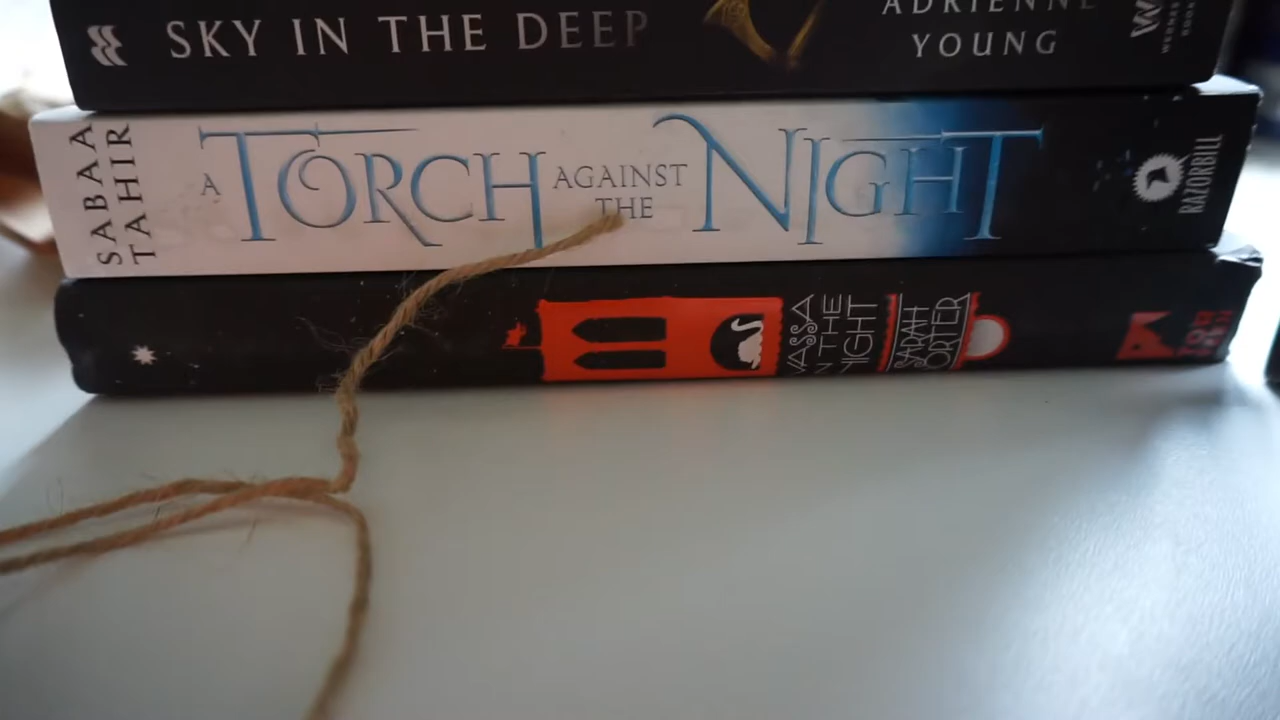 SKY IN THE DEEP
ADRIENNE
YOUNG
SABAA
TAHIR
A TORCH AGAINST
THE NIGHT
RAZORBILL
VASSA
IN THE
NIGHT
SARAH
PORTER